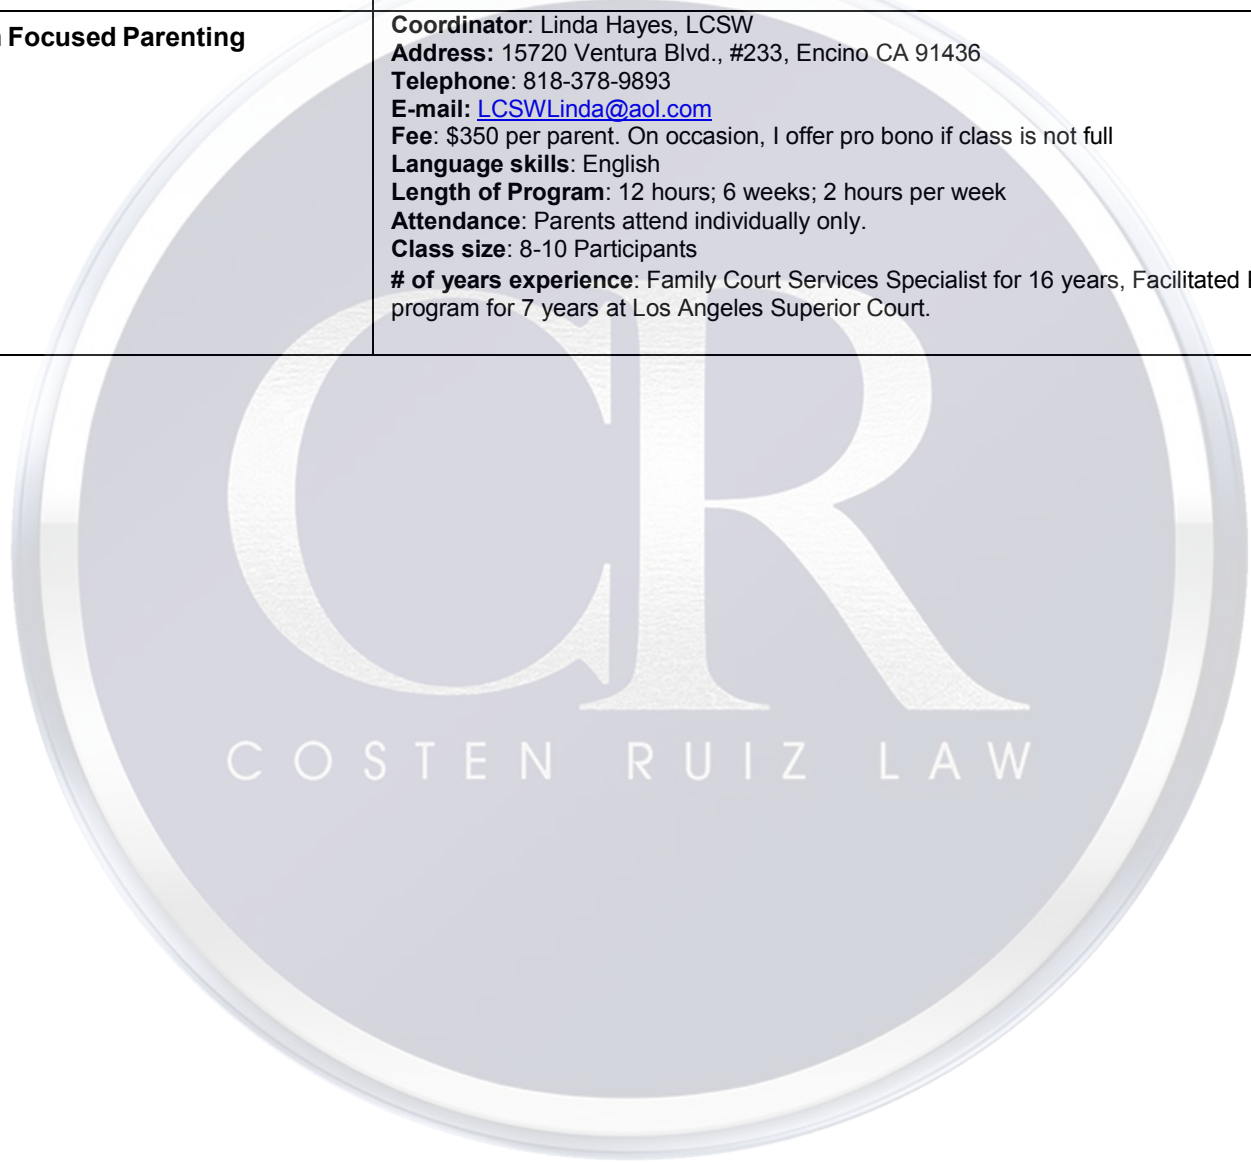 Focused Parenting
Coordinator: Linda Hayes, LCSW
Address: 15720 Ventura Blvd., #233, Encino CA 91436
Telephone: 818-378-9893
E-mail: LCSWLinda@aol.com
Fee: $350 per parent. On occasion, I offer pro bono if class is not full
Language skills: English
Length of Program: 12 hours; 6 weeks; 2 hours per week
Attendance: Parents attend individually only.
Class size: 8-10 Participants
# of years experience: Family Court Services Specialist for 16 years, Facilitated
program for 7 years at Los Angeles Superior Court.
CR
COSTEN RUIZ LAW